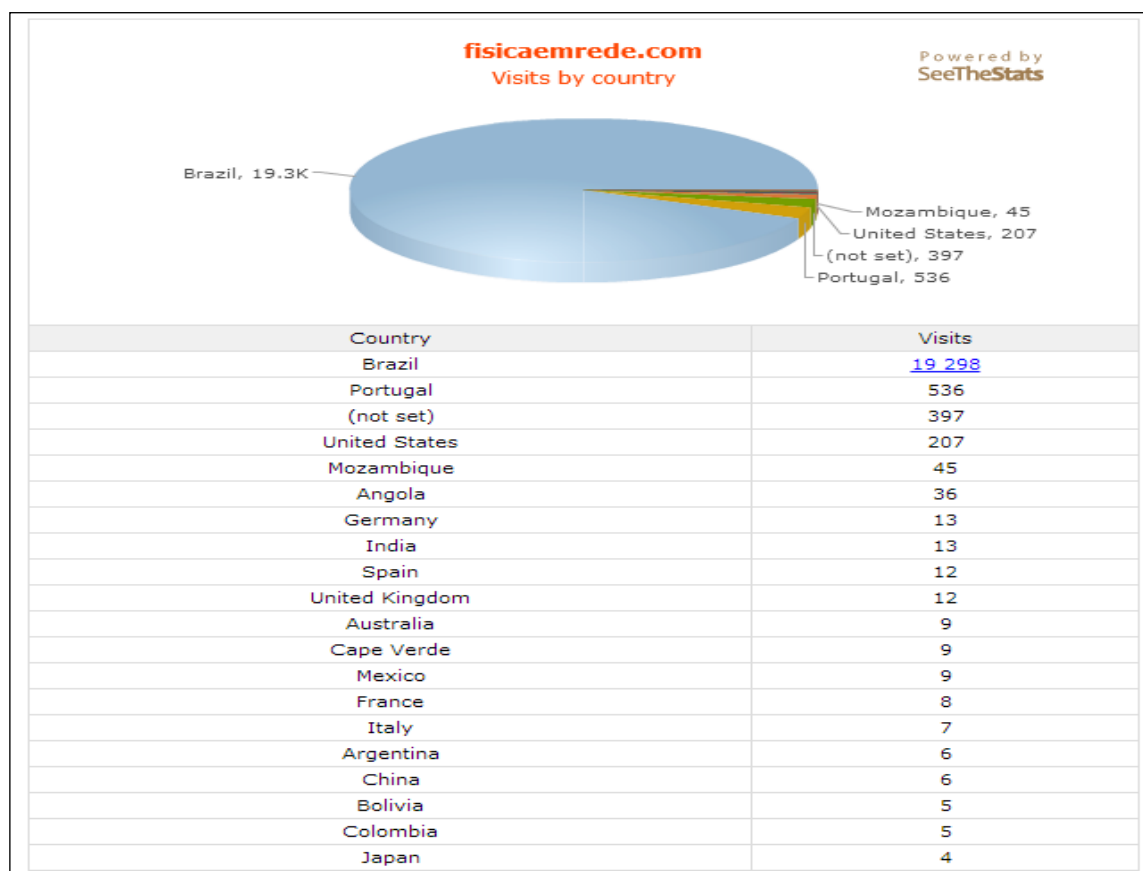 fisicaemrede.com
Visits by country
Powered by
SeeTheStats
Brazil, 19.3K
Mozambique, 45
United States, 207
(not set), 397
Portugal, 536
Country Visits
Brazil 19 298
Portugal 536
(not set) 397
United States 207
Mozambique 45
Angola 36
Germany 13
India 13
Spain 12
United Kingdom 12
Australia 9
Cape Verde 9
Mexico 9
France 8
Italy 7
Argentina 6
China 6
Bolivia 5
Colombia 5
Japan 4